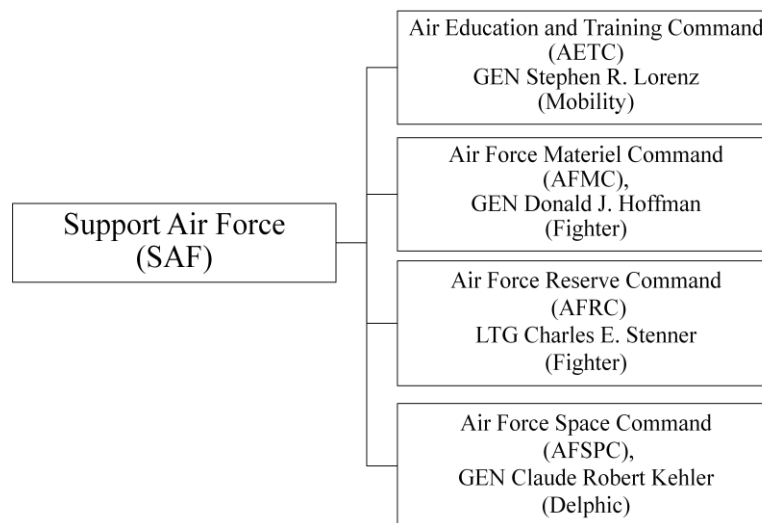 Support Air Force
(SAF)
Air Education and Training Command
(AETC)
GEN Stephen R. Lorenz
(Mobility)
Air Force Materiel Command
(AFMC),
GEN Donald J. Hoffman
(Fighter)
Air Force Reserve Command
(AFRC)
LTG Charles E. Stenner
(Fighter)
Air Force Space Command
(AFSPC),
GEN Claude Robert Kehler
(Delphic)